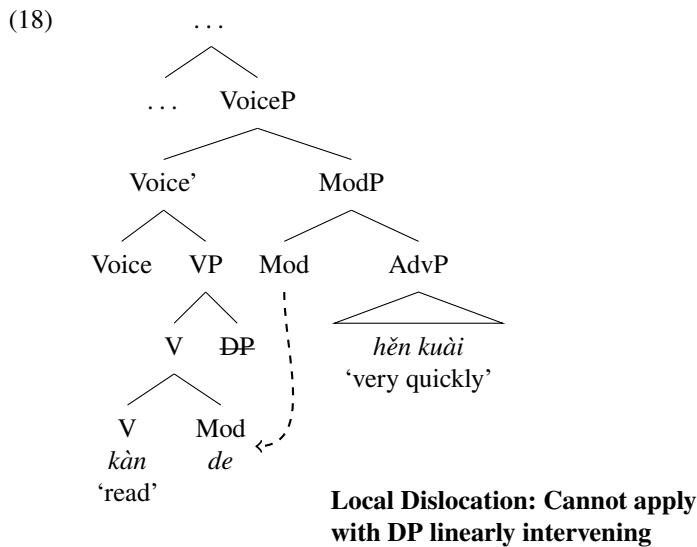 (18)
. . .
. . . VoiceP
Voice’ ModP
Voice VP Mod AdvP
V DP hěn kuài
‘very quickly’
V Mod
kàn de
‘read’
Local Dislocation: Cannot apply
with DP linearly intervening